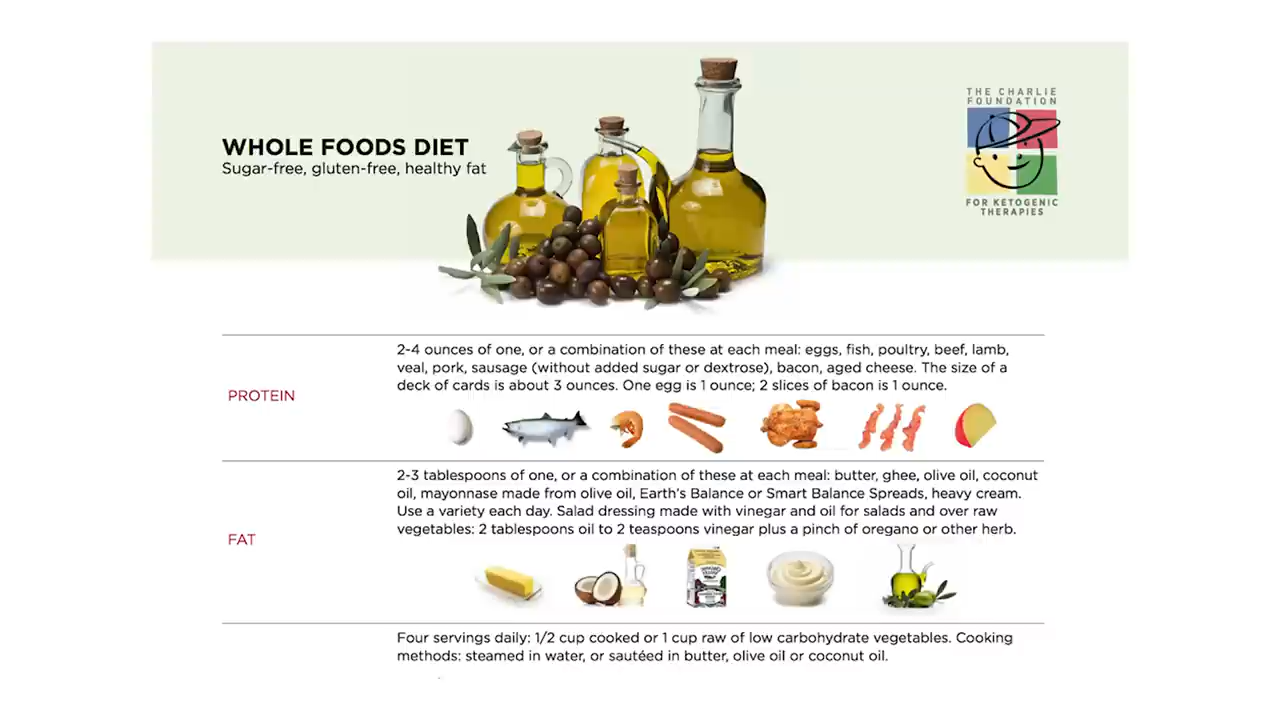 WHOLE FOODS DIET
Sugar-free, gluten-free, healthy fat
THE CHARLIE
FOUNDATION
FOR KETOGENIC
THERAPIES
PROTEIN
2-4 ounces of one, or a combination of these at each meal: eggs, fish, poultry, beef, lamb,
veal, pork, sausage (without added sugar or dextrose), bacon, aged cheese. The size of a
deck of cards is about 3 ounces. One egg is 1 ounce; 2 slices of bacon is 1 ounce.
FAT
2-3 tablespoons of one, or a combination of these at each meal: butter, ghee, olive oil, coconut
oil, mayonnase made from olive oil, Earth's Balance or Smart Balance Spreads, heavy cream.
Use a variety each day. Salad dressing made with vinegar and oil for salads and over raw
vegetables: 2 tablespoons oil to 2 teaspoons vinegar plus a pinch of oregano or other herb.
Four servings daily: 1/2 cup cooked or 1 cup raw of low carbohydrate vegetables. Cooking
methods: steamed in water, or sautéed in butter, olive oil or coconut oil.